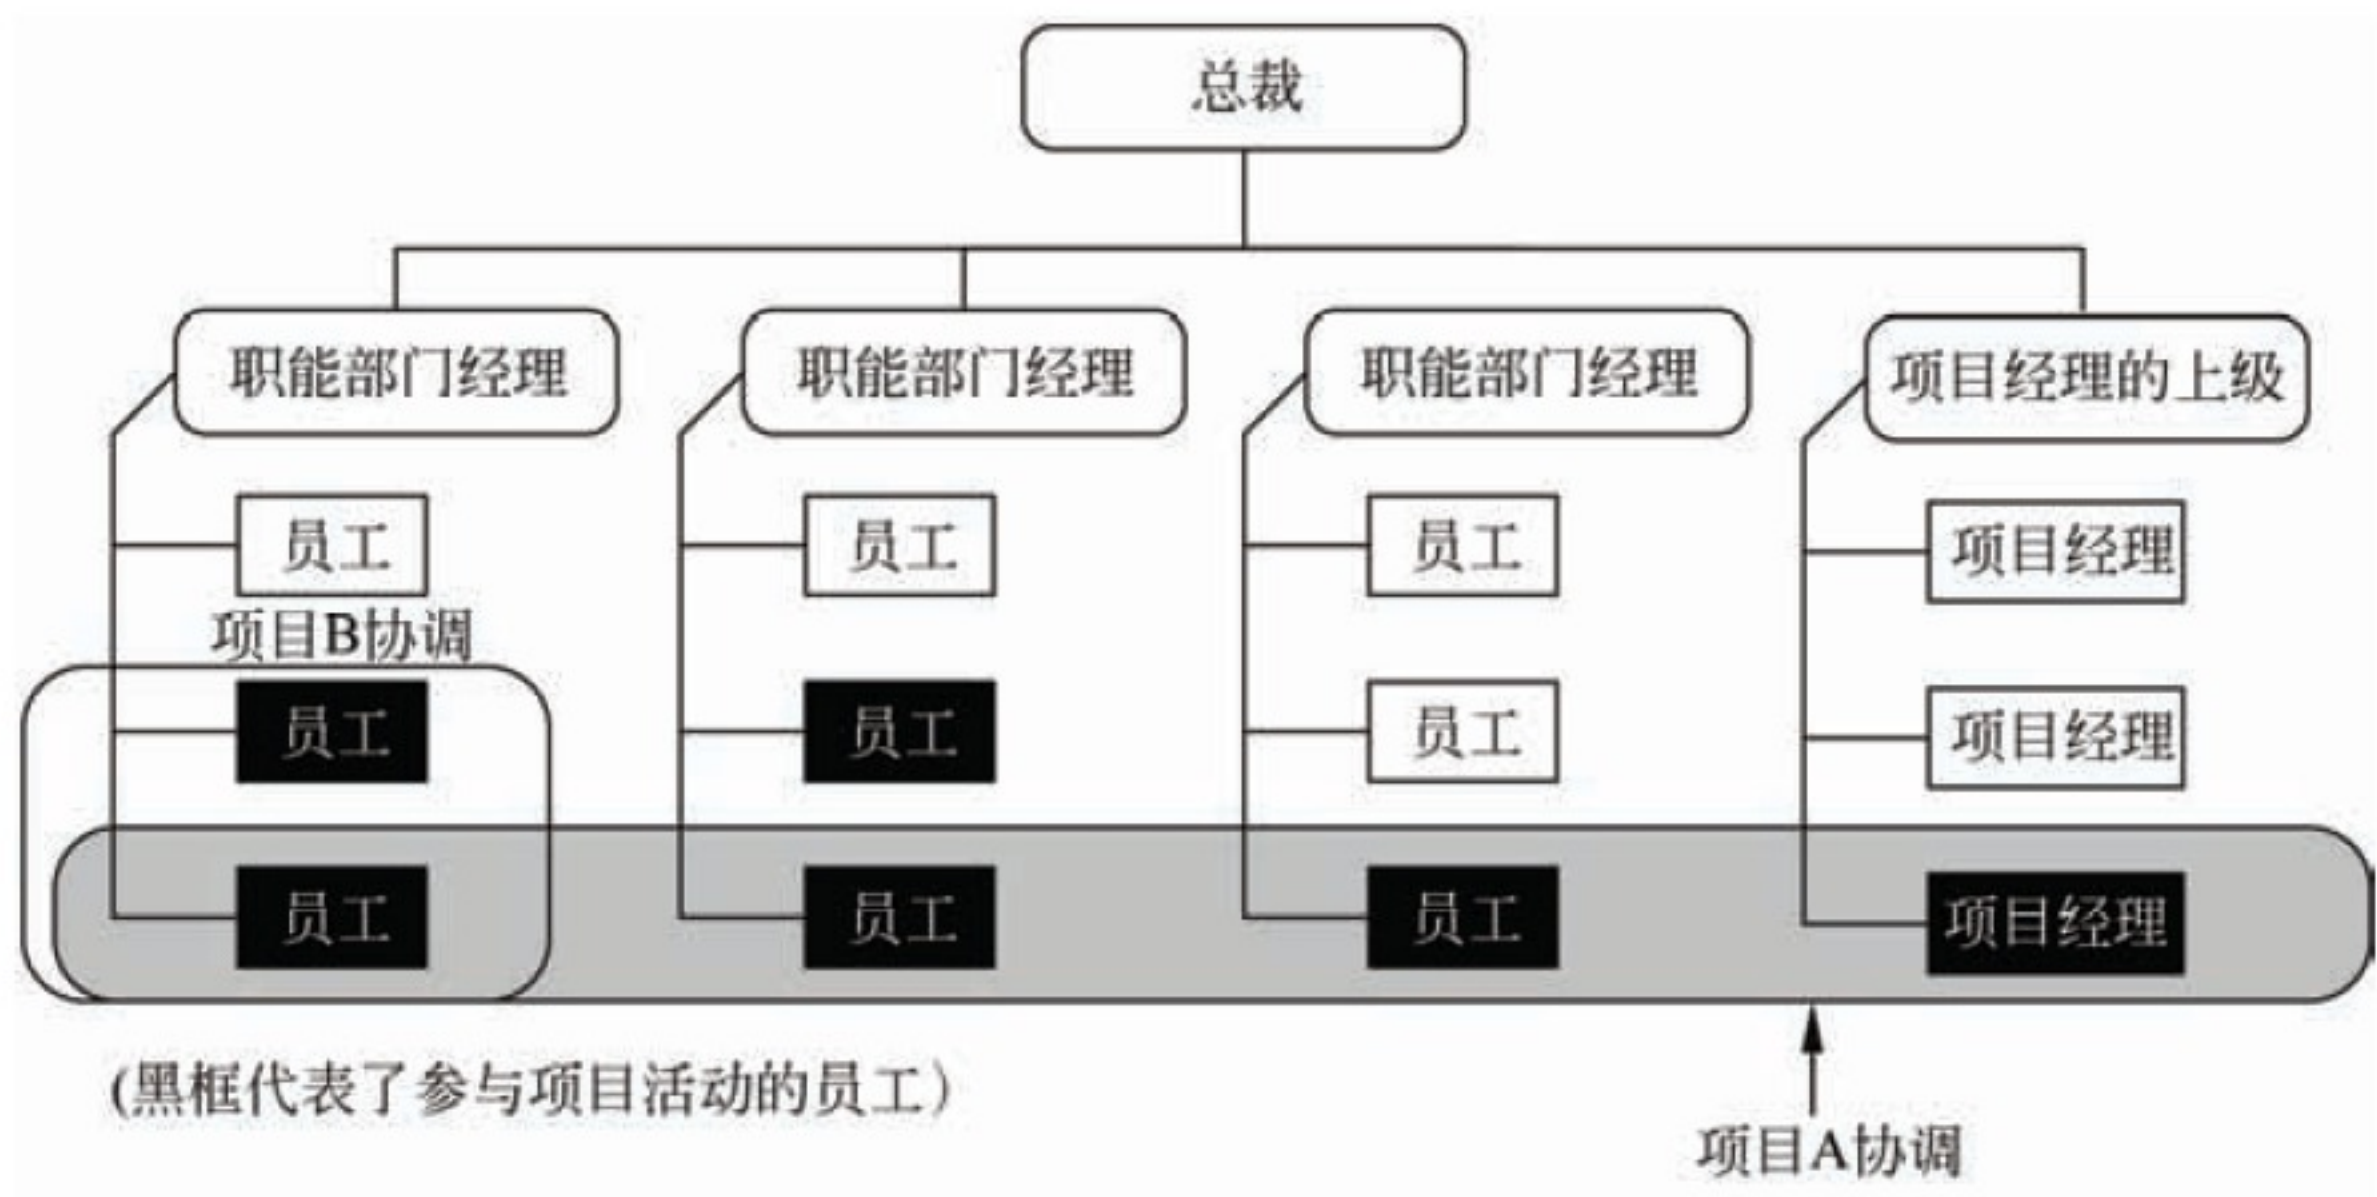 总裁
职能部门经理
职能部门经理
职能部门经理
项目经理的上级
员工
员工
员工
项目经理
项目B协调
员工
员工
员工
项目经理
员工
员工
员工
项目经理
(黑框代表了参与项目活动的员工)
项目A协调